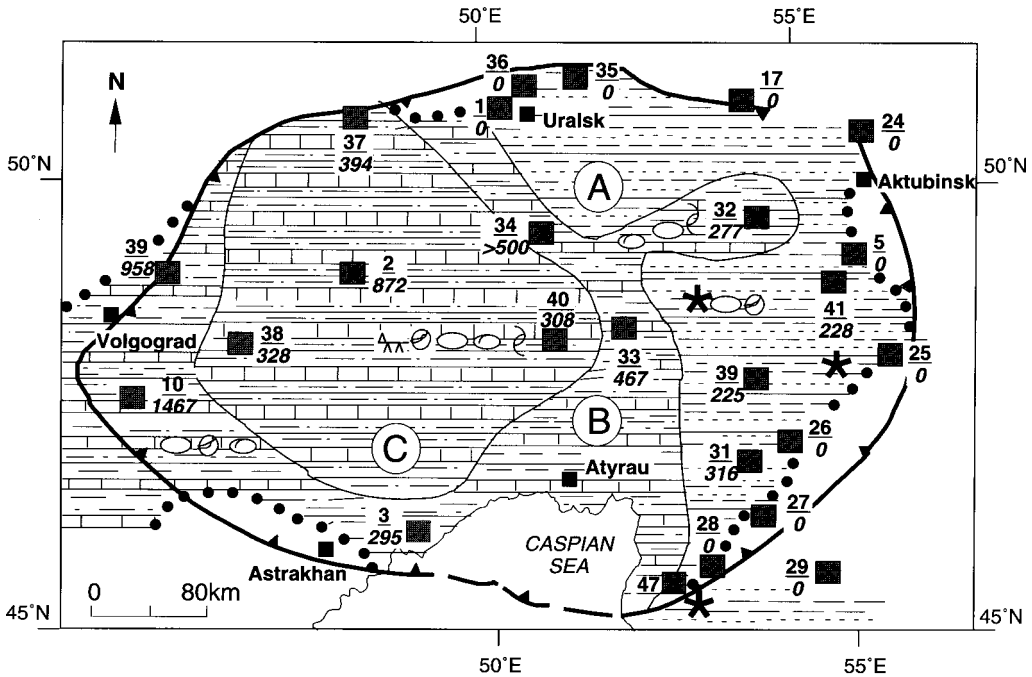 50˚E
55˚E
N
36
0
35
0
17
0
1
0
Uralsk
24
0
37
394
50˚N
50˚N
Aktubinsk
A
32
277
34
>500
5
0
39
958
2
872
40
308
41
228
Volgograd
38
328
33
467
39
225
25
0
10
1467
B
26
0
C
31
316
Atyrau
3
295
28
0
27
0
CASPIAN
SEA
Astrakhan
47
29
0
0
80km
45˚N
45˚N
50˚E
55˚E